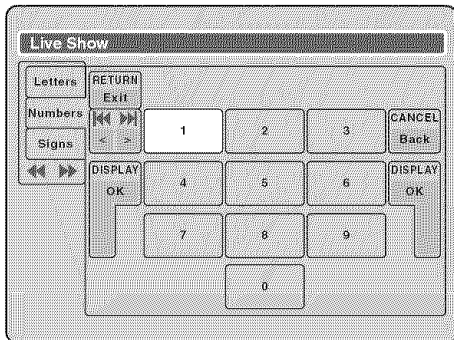 Live Show
Letters
Numbers
Signs
RETURN
Exit
< >
1 2 3
CANCEL
Back
DISPLAY
OK
4 5 6
DISPLAY
OK
7 8 9
0